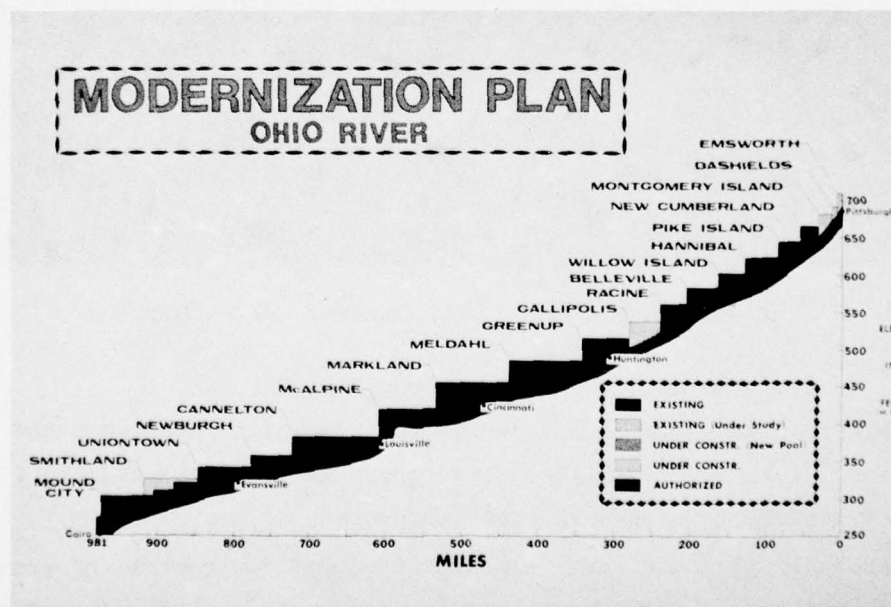 MODERNIZATION PLAN
OHIO RIVER
EMSWORTH
DASHIELDS
MONTGOMERY ISLAND
NEW CUMBERLAND
PIKE ISLAND
HANNIBAL
WILLOW ISLAND
BELLEVILLE
RACINE
GALLIPOLIS
GREENUP
MELDAHL
MARKLAND
McALPINE
CANNELTON
NEWBURGH
UNIONTOWN
SMITHLAND
MOUND
CITY
Cairo
Evansville
Louisville
Cincinnati
Huntington
Pittsburgh
700
650
600
550
500
450
400
350
300
250
EXISTING
EXISTING (Under Study)
UNDER CONSTR. (New Pool)
UNDER CONSTR.
AUTHORIZED
981 900 800 700 600 500 400 300 200 100 0
MILES